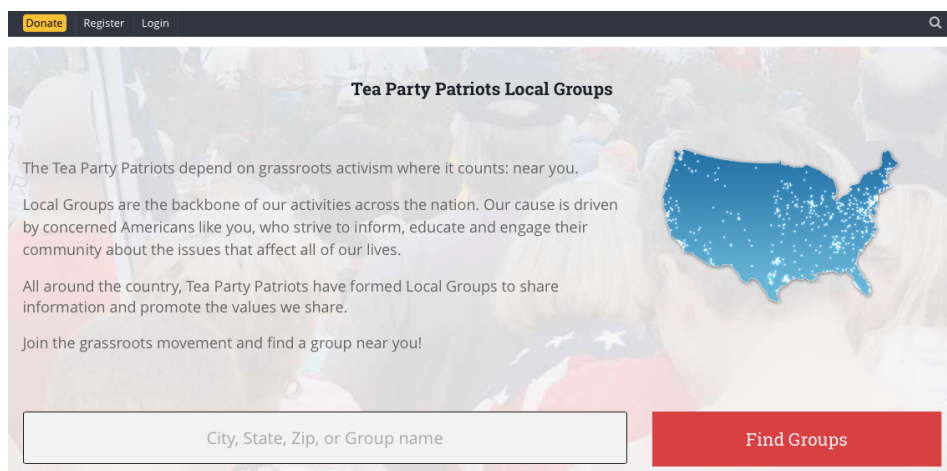 Donate Register Login
Tea Party Patriots Local Groups
The Tea Party Patriots depend on grassroots activism where it counts: near you.
Local Groups are the backbone of our activities across the nation. Our cause is driven
by concerned Americans like you, who strive to inform, educate and engage their
community about the issues that affect all of our lives.
All around the country, Tea Party Patriots have formed Local Groups to share
information and promote the values we share.
Join the grassroots movement and find a group near you!
City, State, Zip, or Group name
Find Groups